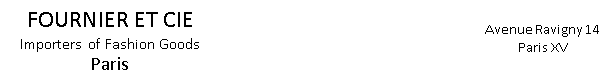 FOURNIER ET CIE
Importers of Fashion Goods
Paris
Avenue Ravigny 14
Paris XV